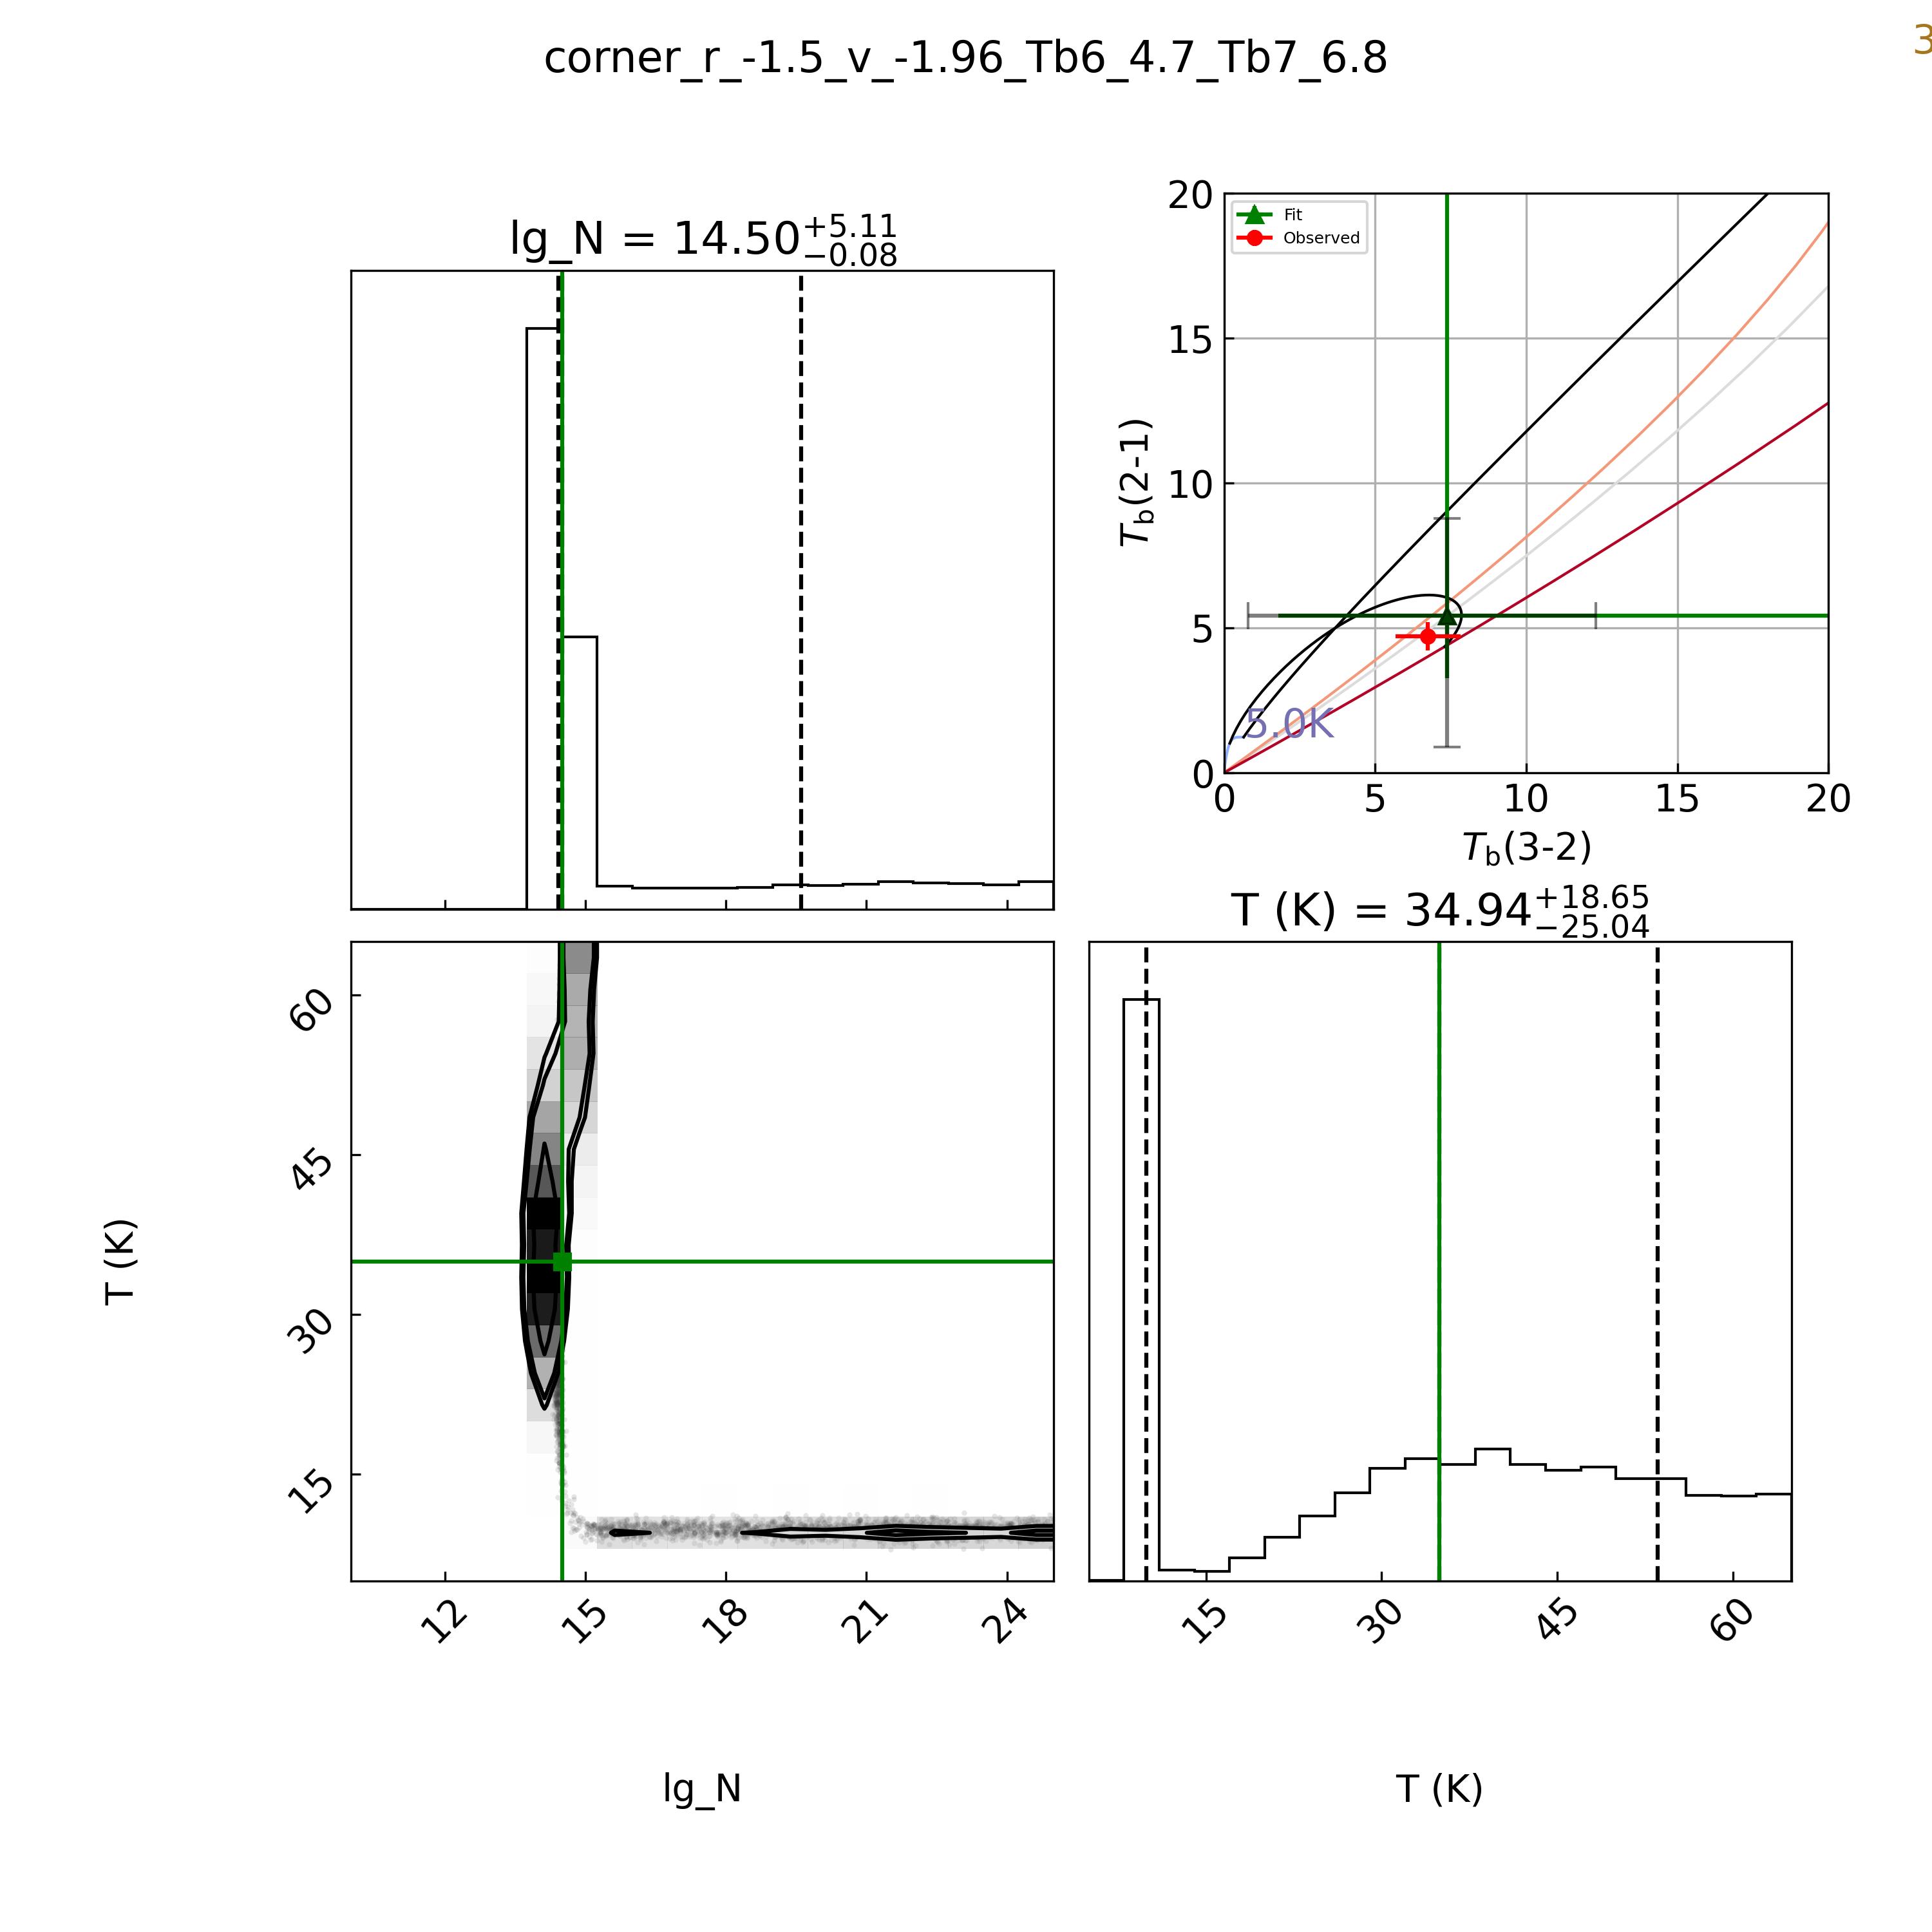 3
corner_r_-1.5_v_-1.96_Tb6_4.7_Tb7_6.8
lg_N = 14.50+5.11−0.08
20
15
10
5
0
Fit
Observed
5.0K
Tb(2-1)
0 5 10 15 20
Tb(3-2)
T (K) = 34.94+18.65−25.04
60
45
30
15
T (K)
12 15 18 21 24
15 30 45 60
lg_N
T (K)